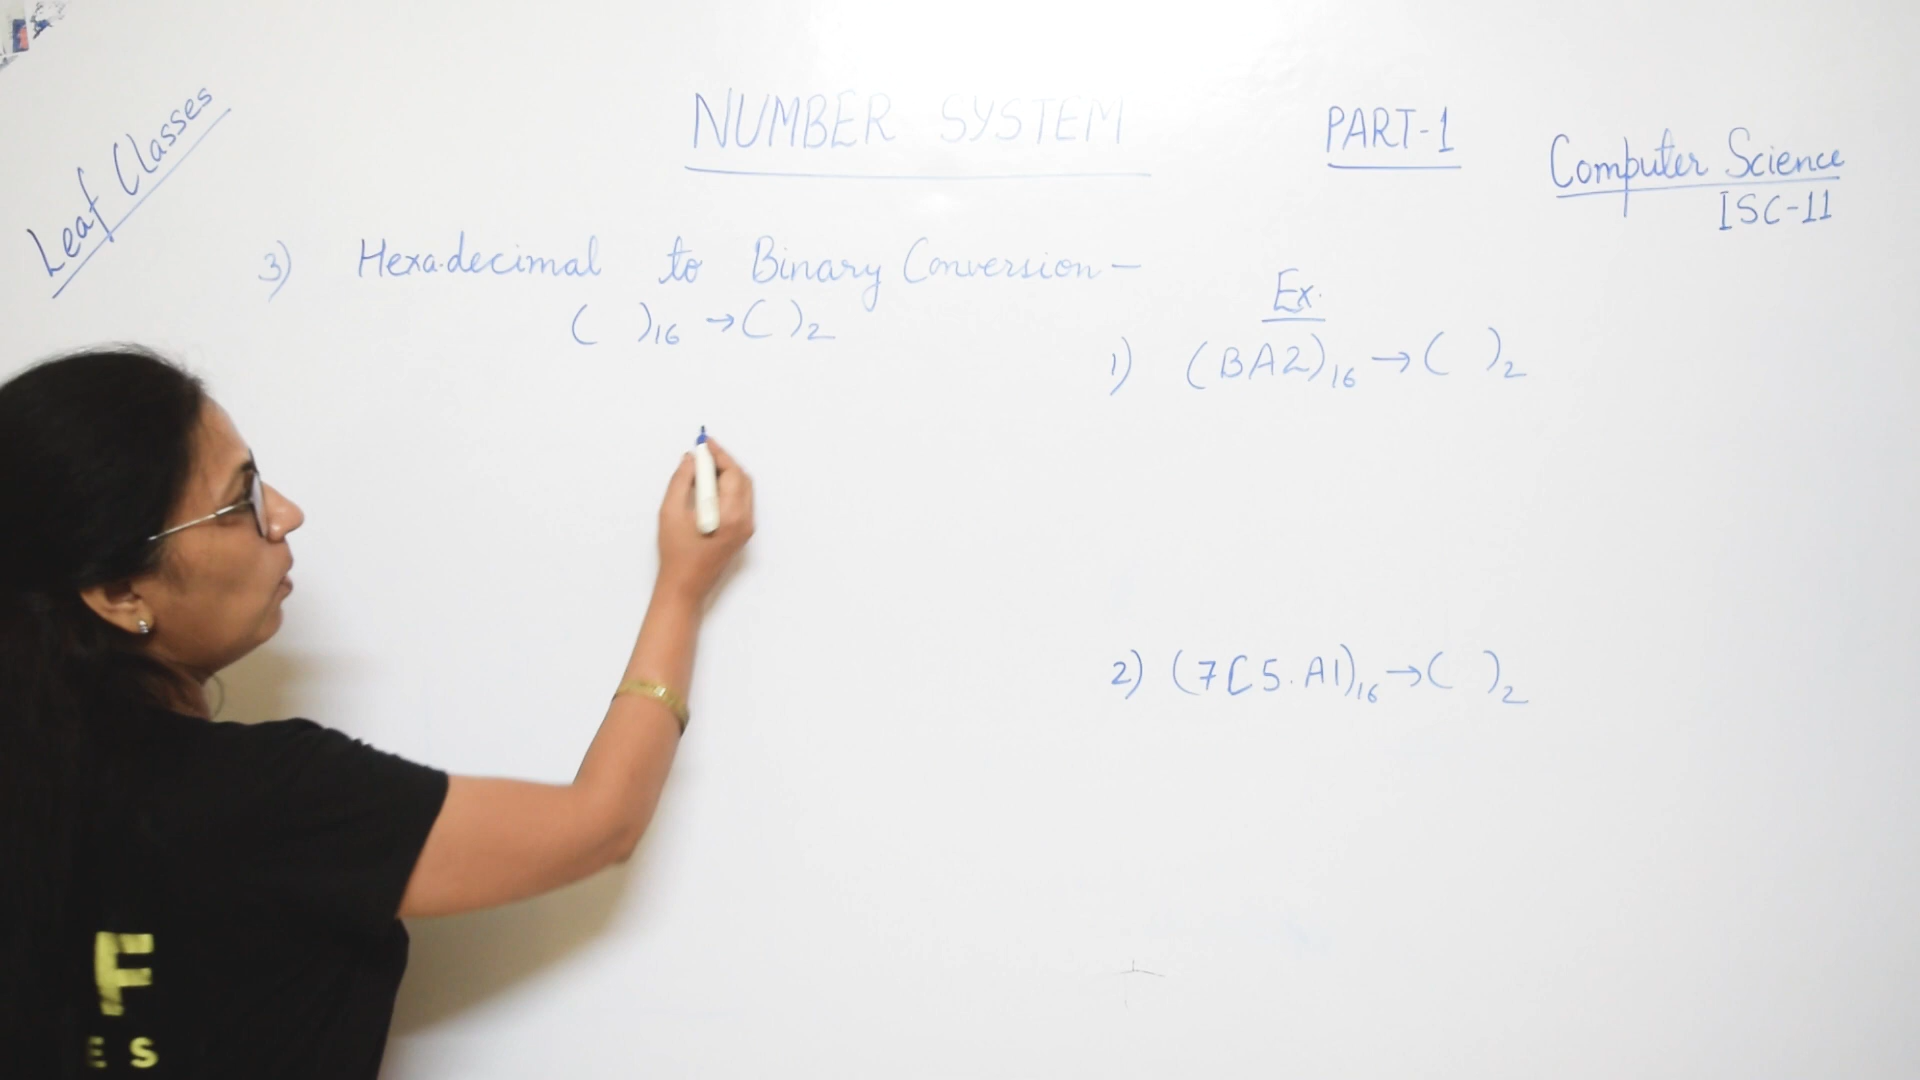 Leaf Classes
NUMBER SYSTEM
PART-1
Computer Science
ISC-11
3) Hexa.decimal to Binary Conversion-
( )16 → ( )2
Ex.
1) (BA2)16 → ( )2
2) (7C5.A1)16 → ( )2
F
ES